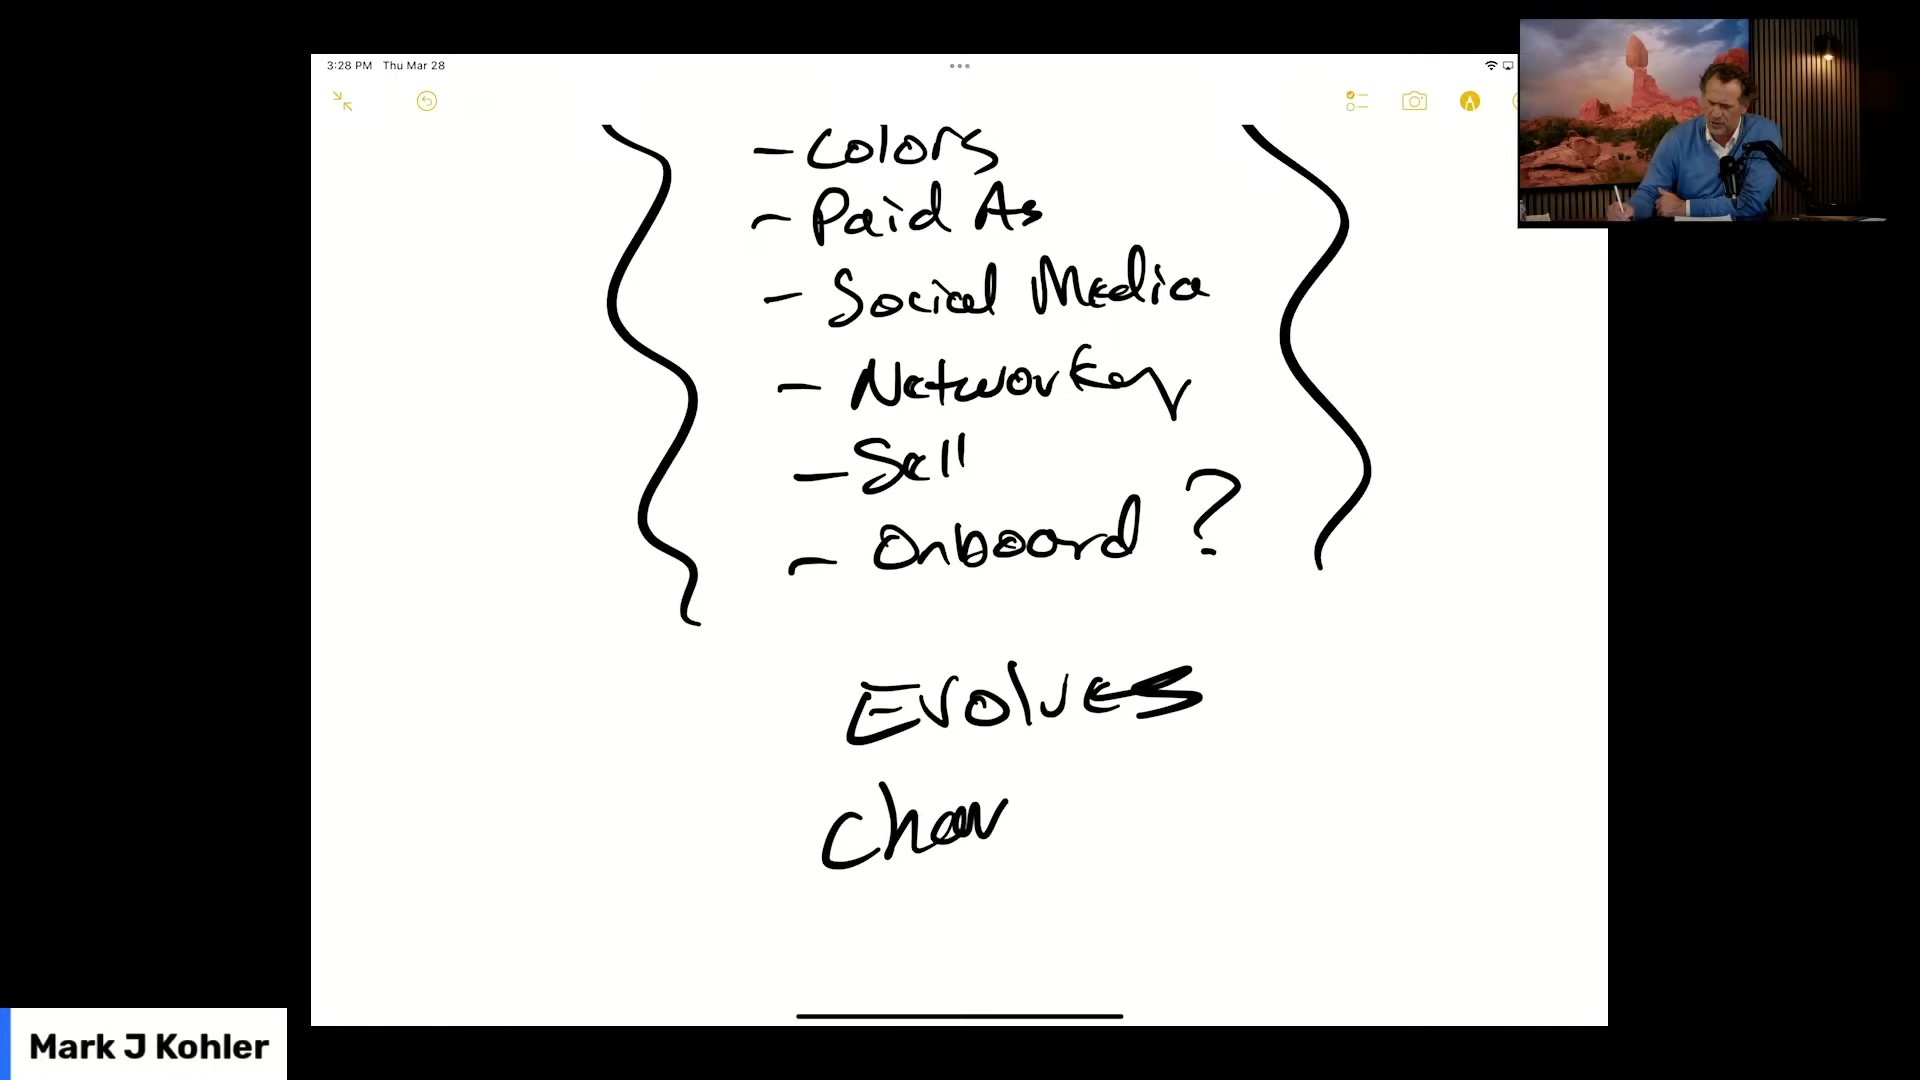 3:28 PM Thu Mar 28
- Colors
- Paid As
- Social Media
- Networking
- Sell
- Onboard ?
Evolves
Chan
Mark J Kohler